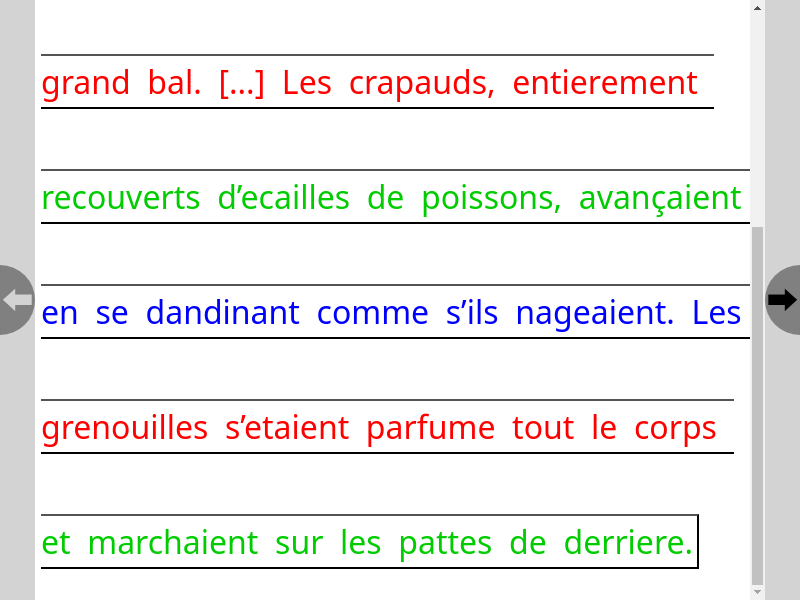 grand bal. [...] Les crapauds, entierement
recouverts d’ecailles de poissons, avançaient
en se dandinant comme s’ils nageaient. Les
grenouilles s’etaient parfume tout le corps
et marchaient sur les pattes de derriere.